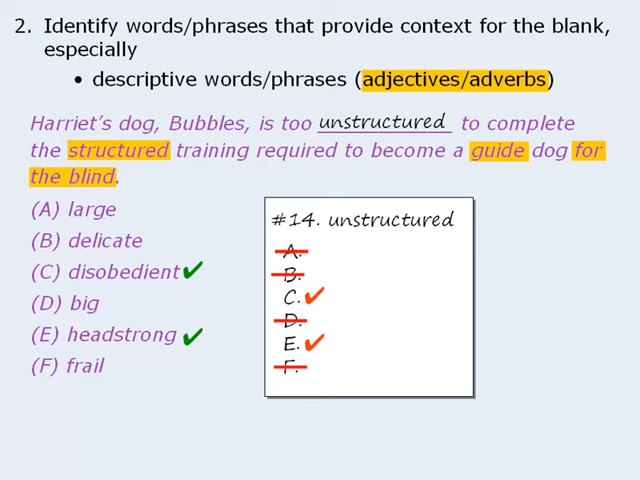 2. Identify words/phrases that provide context for the blank,
especially
• descriptive words/phrases (adjectives/adverbs)
Harriet's dog, Bubbles, is too unstructured to complete
the structured training required to become a guide dog for
the blind.
(A) large
(B) delicate
(C) disobedient ✔
(D) big
(E) headstrong ✔
(F) frail
#14. unstructured
A.
B.
C. ✓
D.
E. ✓
F.